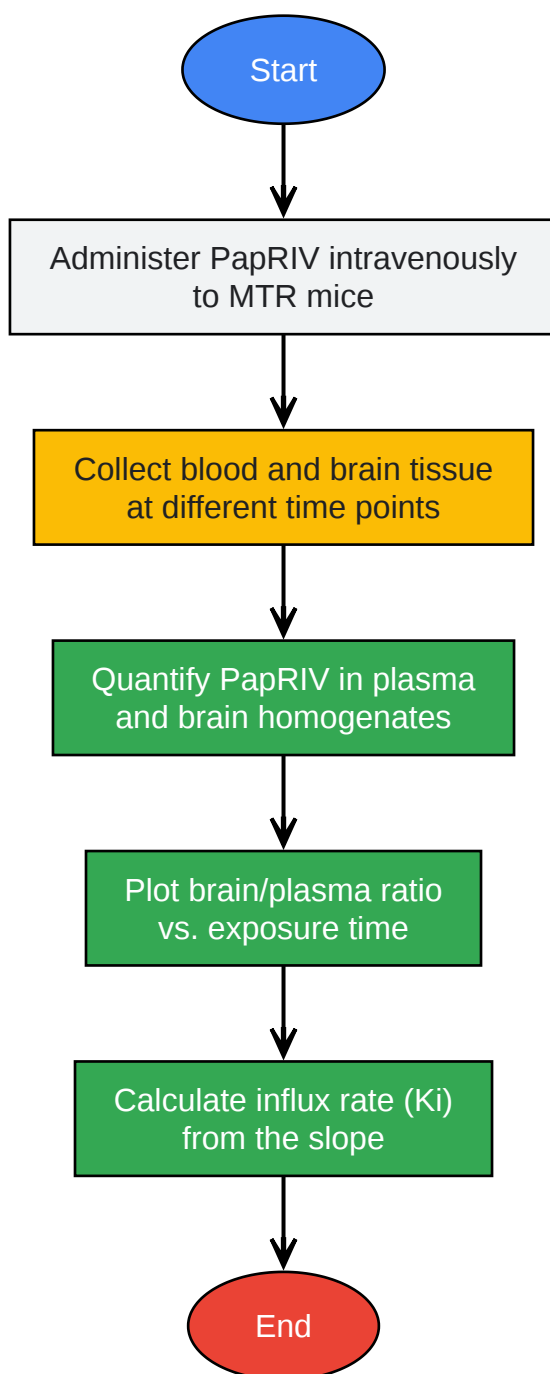 Start
Administer PapRIV intravenously
to MTR mice
Collect blood and brain tissue
at different time points
Quantify PapRIV in plasma
and brain homogenates
Plot brain/plasma ratio
vs. exposure time
Calculate influx rate (Ki)
from the slope
End